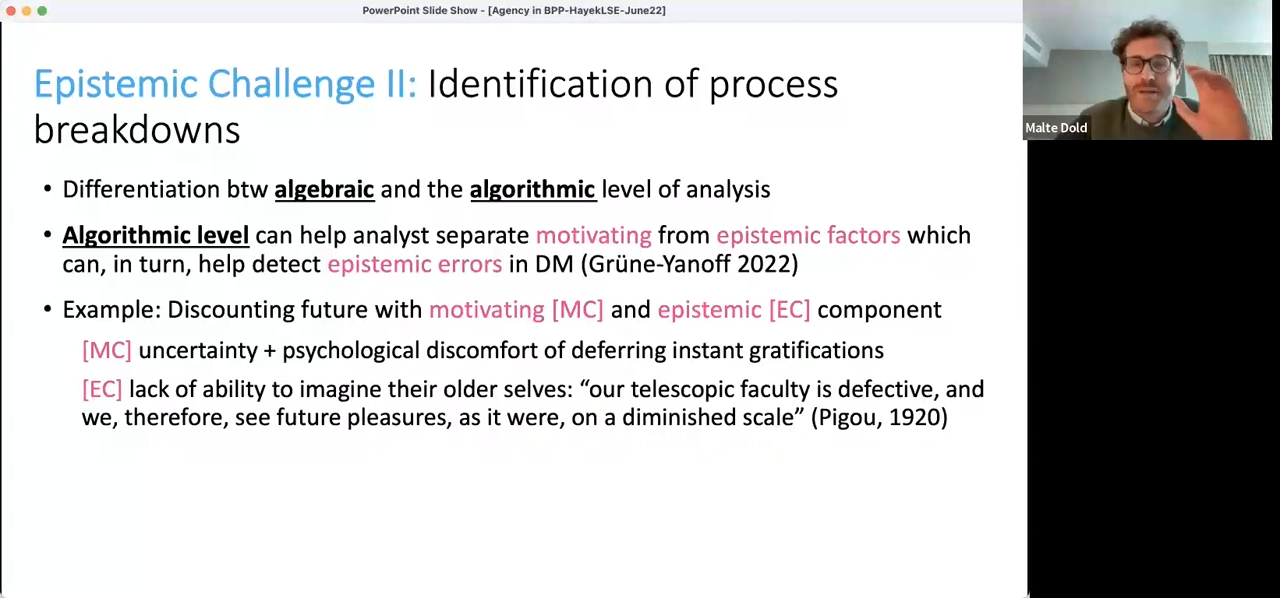 PowerPoint Slide Show - [Agency in BPP-HayekLSE-June22]
Epistemic Challenge II: Identification of process
breakdowns
• Differentiation btw algebraic and the algorithmic level of analysis
• Algorithmic level can help analyst separate motivating from epistemic factors which
can, in turn, help detect epistemic errors in DM (Grüne-Yanoff 2022)
• Example: Discounting future with motivating [MC] and epistemic [EC] component
[MC] uncertainty + psychological discomfort of deferring instant gratifications
[EC] lack of ability to imagine their older selves: “our telescopic faculty is defective, and
we, therefore, see future pleasures, as it were, on a diminished scale” (Pigou, 1920)
Malte Dold